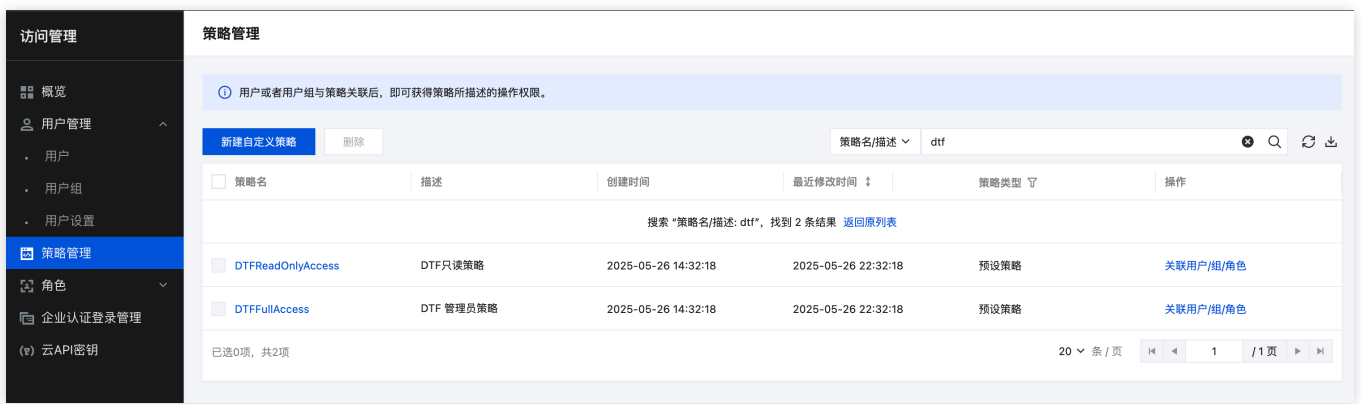 访问管理
概览
用户管理
用户
用户组
用户设置
策略管理
角色
企业认证登录管理
云API密钥
策略管理
用户或者用户组与策略关联后，即可获得策略所描述的操作权限。
新建自定义策略 删除 策略名/描述 dtf
策略名 描述 创建时间 最近修改时间 策略类型 操作
搜索 “策略名/描述: dtf”，找到 2 条结果 返回原列表
DTFReadOnlyAccess DTF只读策略 2025-05-26 14:32:18 2025-05-26 22:32:18 预设策略 关联用户/组/角色
DTFFullAccess DTF 管理员策略 2025-05-26 14:32:18 2025-05-26 22:32:18 预设策略 关联用户/组/角色
已选0项，共2项 20 条 / 页 1 / 1 页